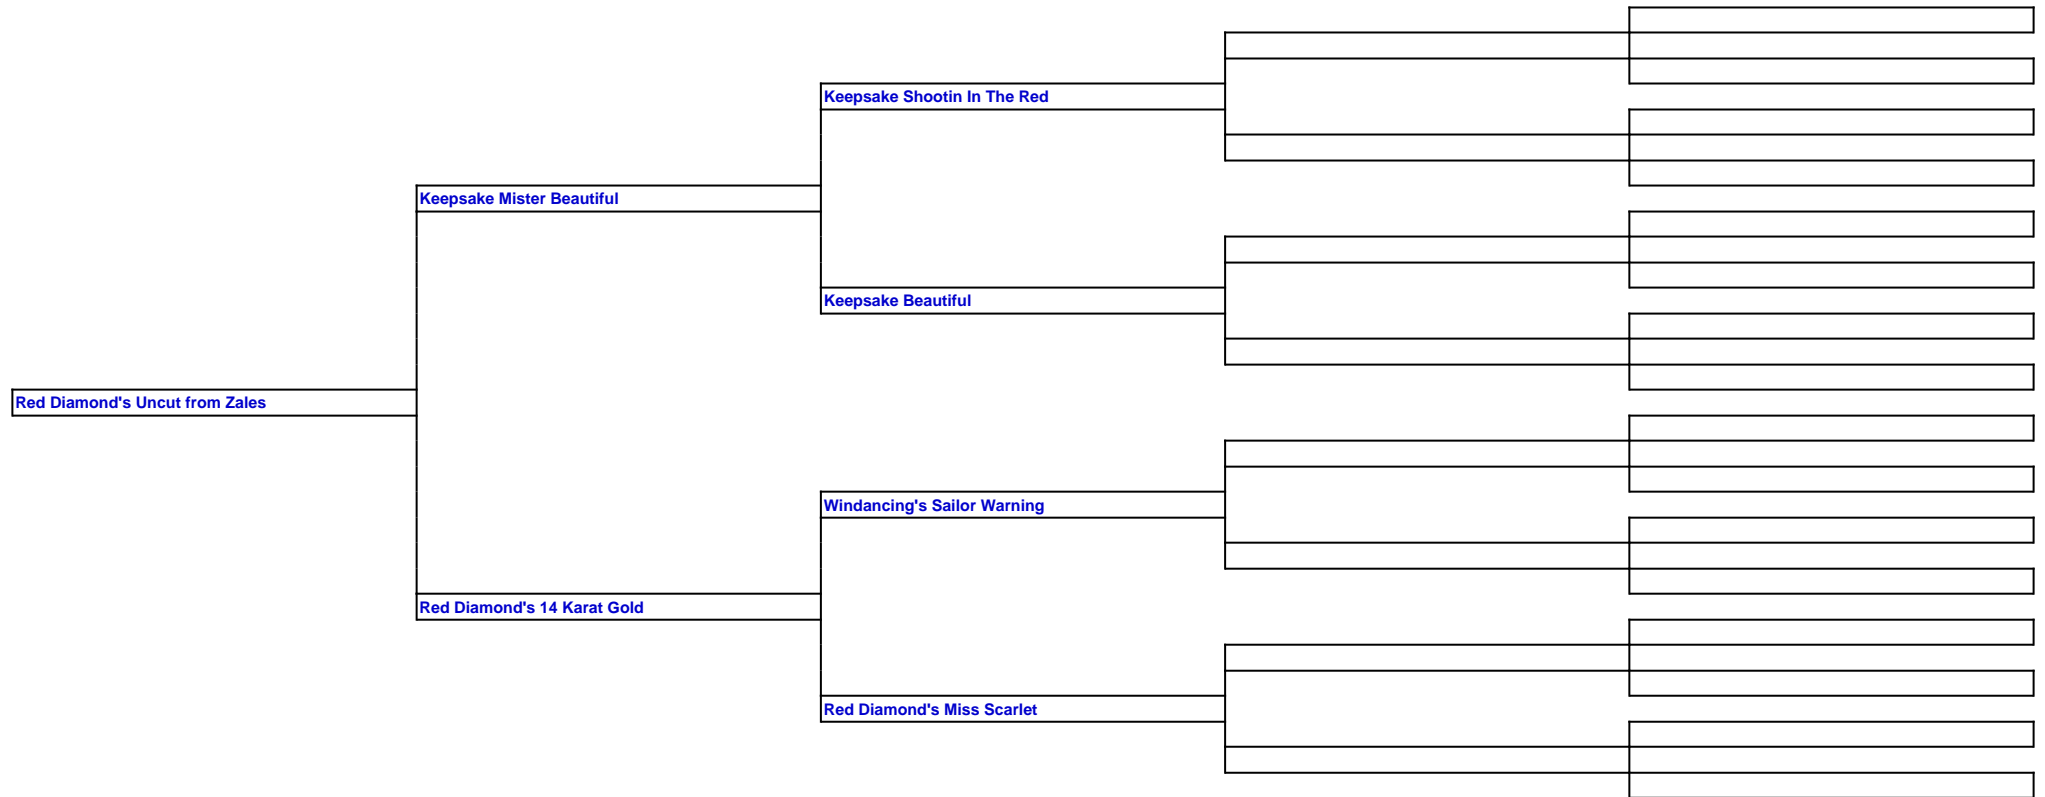 Keepsake Shootin In The Red
Keepsake Mister Beautiful
Keepsake Beautiful
Red Diamond's Uncut from Zales
Windancing's Sailor Warning
Red Diamond's 14 Karat Gold
Red Diamond's Miss Scarlet